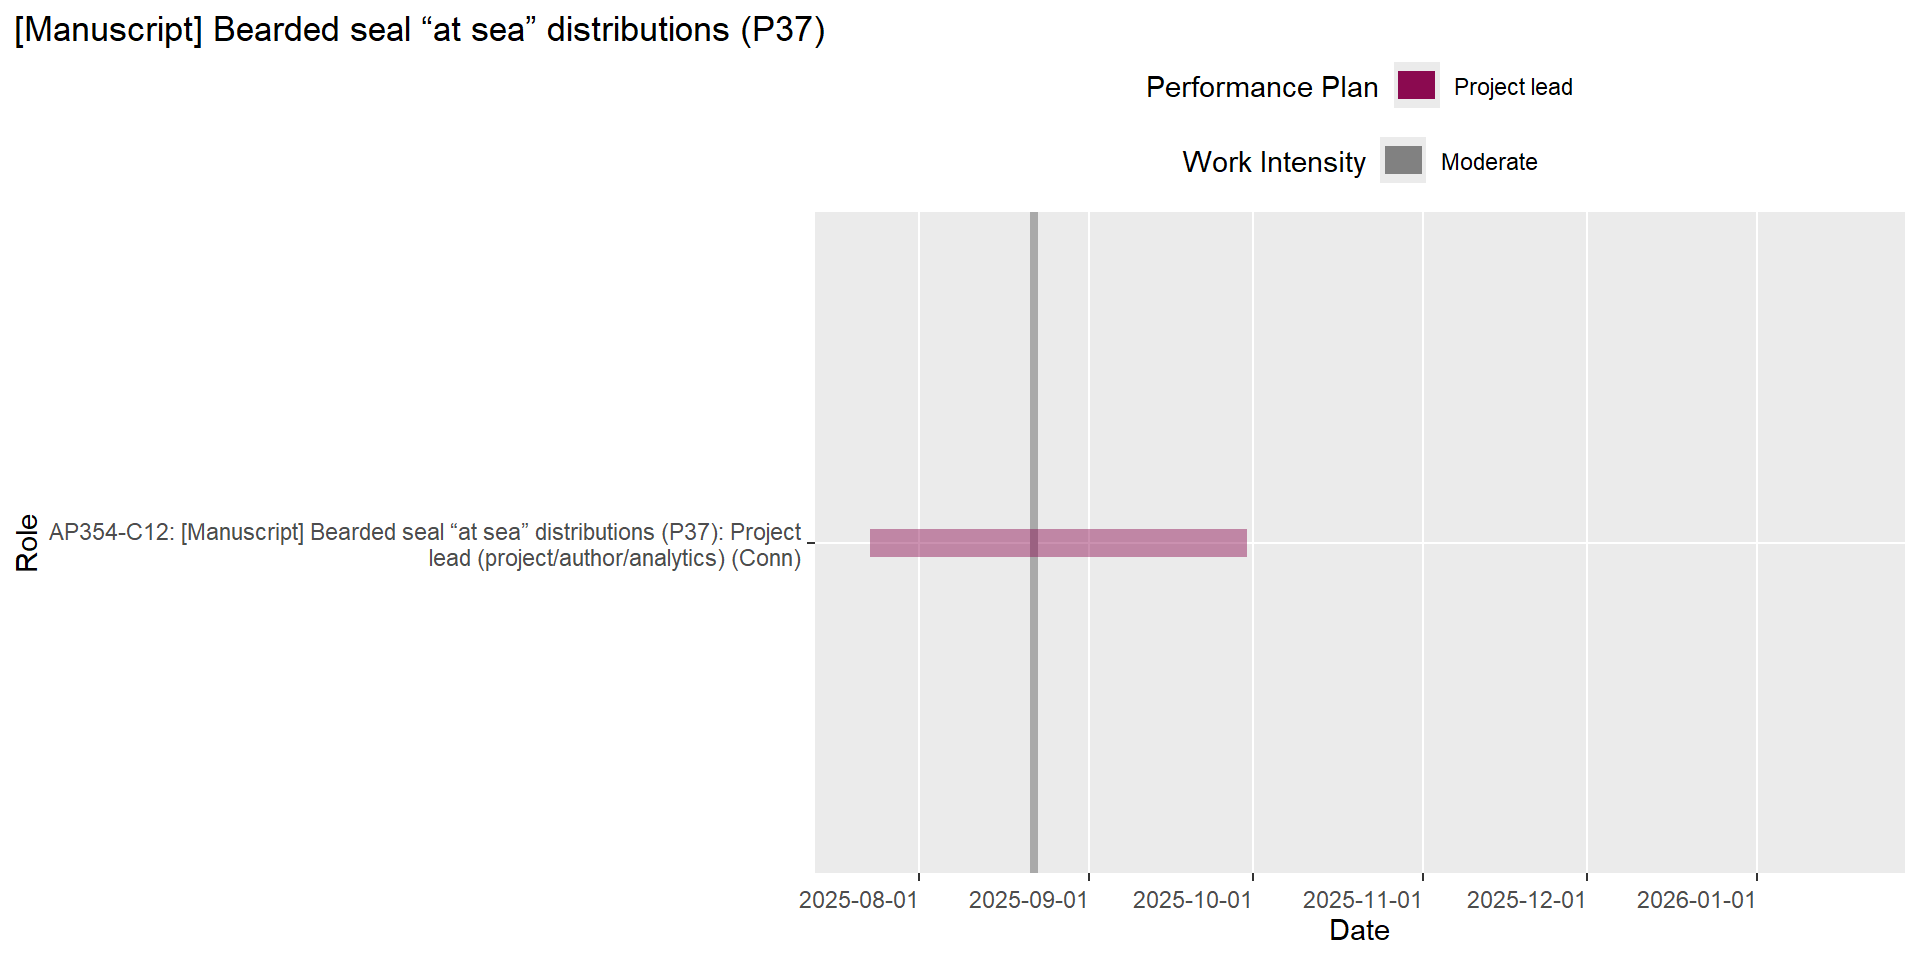 [Manuscript] Bearded seal “at sea” distributions (P37)
Performance Plan
Project lead
Work Intensity
Moderate
Role
AP354-C12: [Manuscript] Bearded seal “at sea” distributions (P37): Project
lead (project/author/analytics) (Conn)
2025-08-01
2025-09-01
2025-10-01
2025-11-01
2025-12-01
2026-01-01
Date